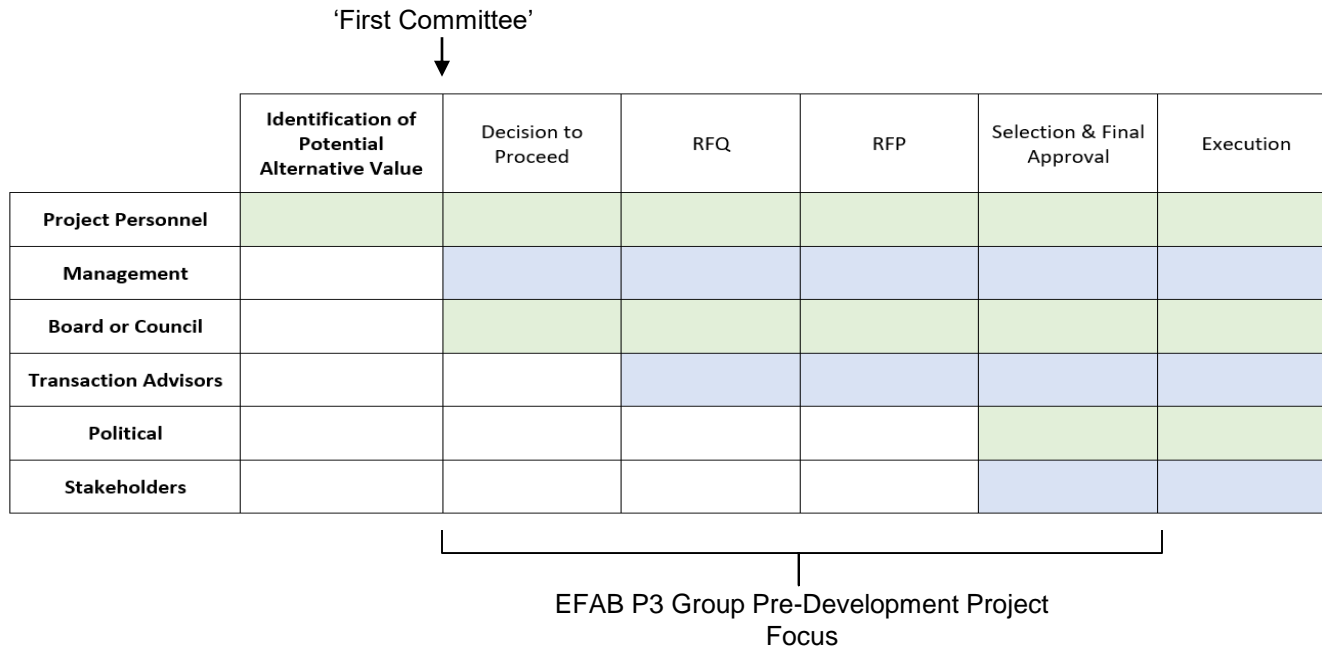 ‘First Committee’
Identification of
Potential
Alternative Value
Decision to
Proceed
RFQ
RFP
Selection & Final
Approval
Execution
Project Personnel
Management
Board or Council
Transaction Advisors
Political
Stakeholders
EFAB P3 Group Pre-Development Project
Focus